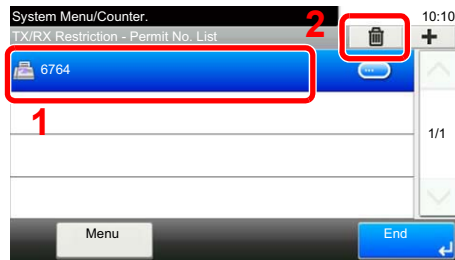 System Menu/Counter.
2
10:10
TX/RX Restriction - Permit No. List
6764
1
1/1
Menu
End